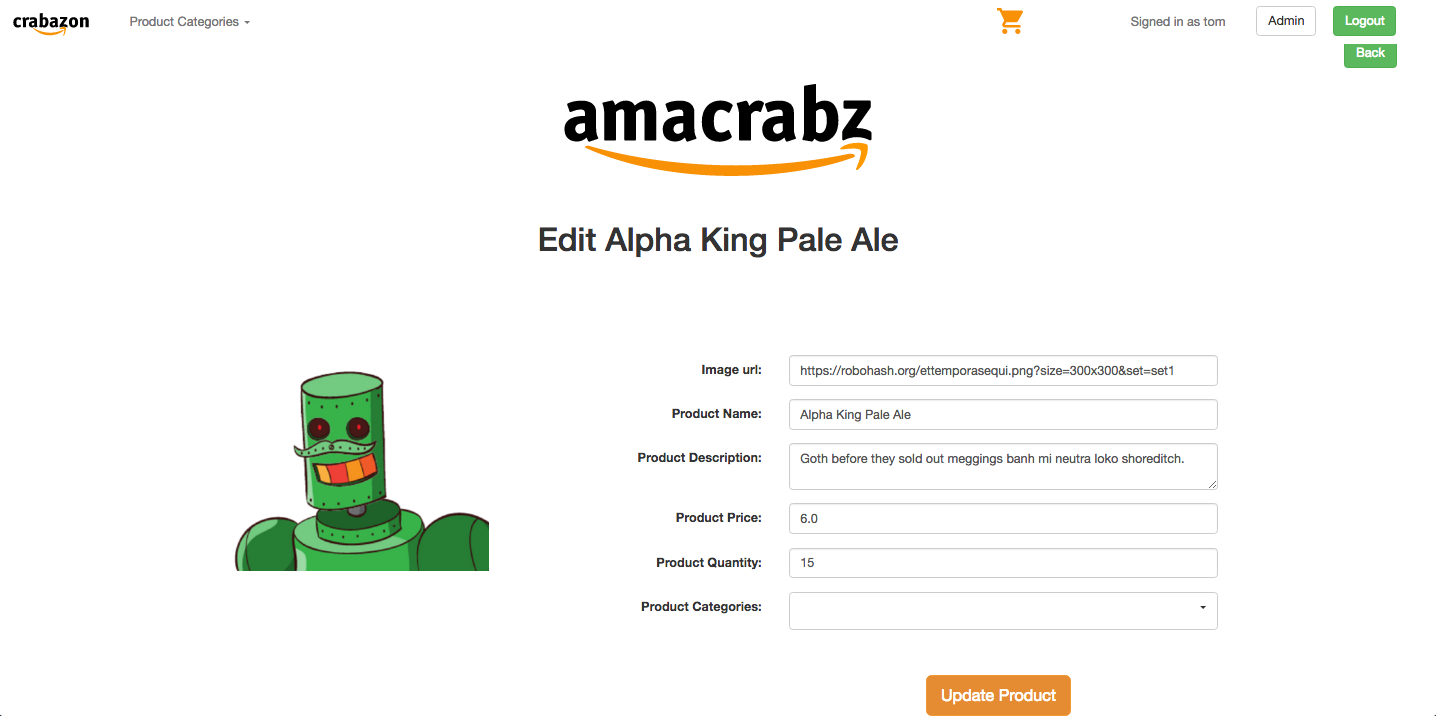 crabazon Product Categories Signed in as tom Admin Logout
Back
amacrabz
Edit Alpha King Pale Ale
Image url: https://robohash.org/ettemporasequi.png?size=300x300&set=set1
Product Name: Alpha King Pale Ale
Product Description: Goth before they sold out meggings banh mi neutra loko shoreditch.
Product Price: 6.0
Product Quantity: 15
Product Categories:
Update Product